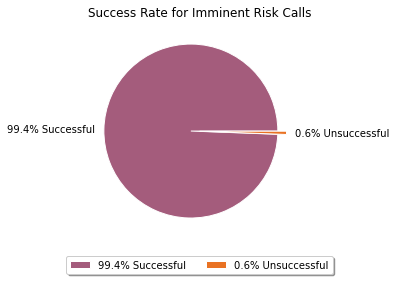 Success Rate for Imminent Risk Calls
99.4% Successful
0.6% Unsuccessful
99.4% Successful
0.6% Unsuccessful